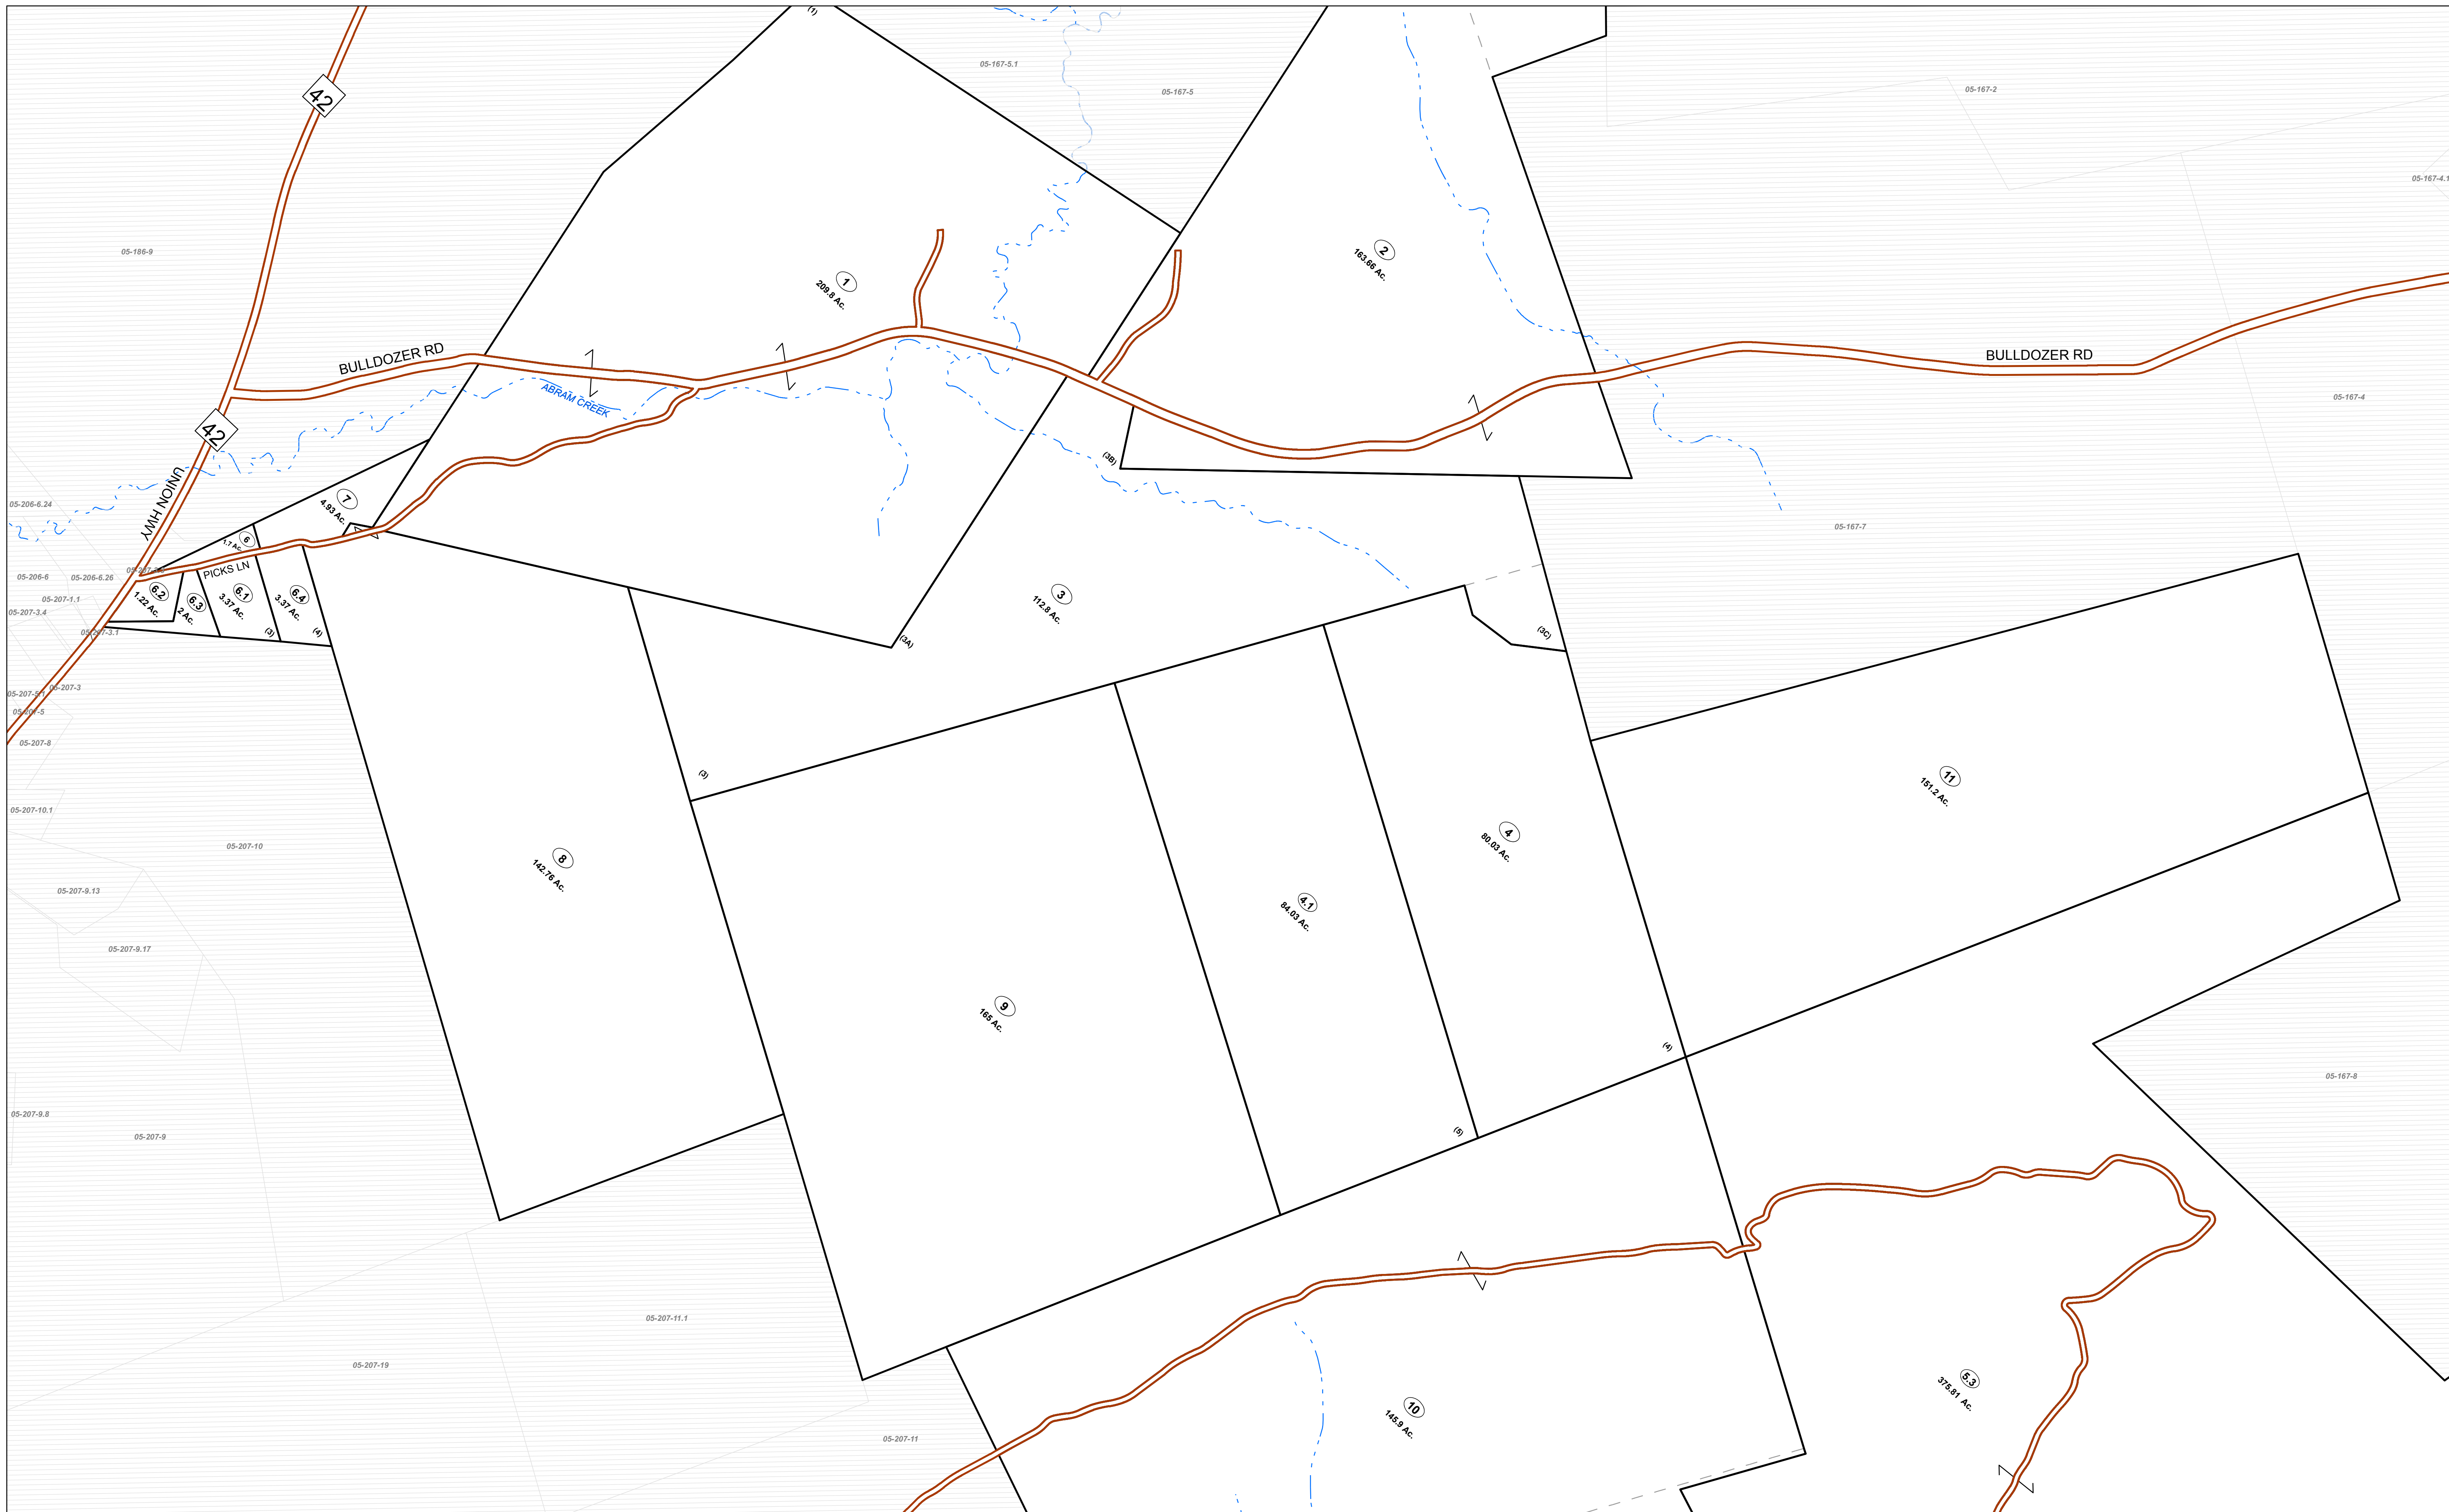 (1)
05-167-5.1
05-167-5
05-167-2
42
05-167-4.1
05-186-9
2
163.66 Ac.
1
209.8 Ac.
BULLDOZER RD
BULLDOZER RD
ABRAM CREEK
05-167-4
42
UNION HWY
(3B)
7
4.93 Ac.
05-206-6.24
05-167-7
6
1.7 Ac.
05-206-6
05-206-6.26
PICKS LN
6.2
1.22 Ac.
6.3
2 Ac.
6.1
3.37 Ac.
6.4
3.37 Ac.
05-207-1.1
05-207-3.4
05-207-3.1
(3)
(4)
3
112.8 Ac.
(3A)
(3C)
05-207-3
05-207-5.1
05-207-5
05-207-8
(3)
11
151.2 Ac.
05-207-10.1
05-207-10
8
142.76 Ac.
4
80.03 Ac.
05-207-9.13
4.1
84.03 Ac.
05-207-9.17
9
165 Ac.
(4)
05-167-8
05-207-9.8
05-207-9
(5)
05-207-11.1
05-207-19
5.3
375.81 Ac.
10
145.9 Ac.
05-207-11